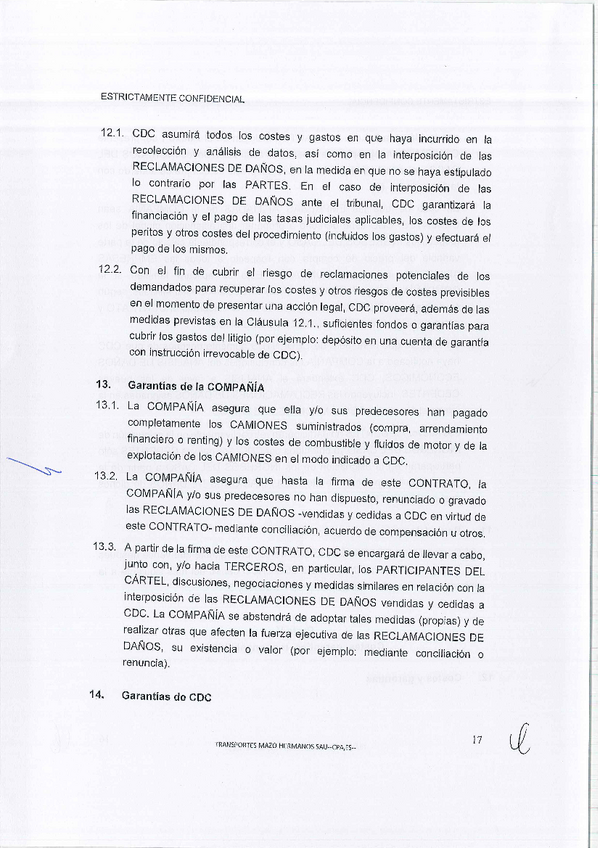 ESTRICTAMENTE CONFIDENCIAL
12.1. CDC asumirá todos los costes y gastos en que haya incurrido en la
recolección y análisis de datos, así como en la interposición de las
RECLAMACIONES DE DAÑOS, en la medida en que no se haya estipulado
lo contrario por las PARTES. En el caso de interposición de las
RECLAMACIONES DE DAÑOS ante el tribunal, CDC garantizará la
financiación y el pago de las tasas judiciales aplicables, los costes de los
peritos y otros costes del procedimiento (incluidos los gastos) y efectuará el
pago de los mismos.
12.2. Con el fin de cubrir el riesgo de reclamaciones potenciales de los
demandados para recuperar los costes y otros riesgos de costes previsibles
en el momento de presentar una acción legal, CDC proveerá, además de las
medidas previstas en la Cláusula 12.1., suficientes fondos o garantías para
cubrir los gastos del litigio (por ejemplo: depósito en una cuenta de garantía
con instrucción irrevocable de CDC).
13. Garantías de la COMPAÑÍA
13.1. La COMPAÑÍA asegura que ella y/o sus predecesores han pagado
completamente los CAMIONES suministrados (compra, arrendamiento
financiero o renting) y los costes de combustible y fluidos de motor y de la
explotación de los CAMIONES en el modo indicado a CDC.
13.2. La COMPAÑÍA asegura que hasta la firma de este CONTRATO, la
COMPAÑÍA y/o sus predecesores no han dispuesto, renunciado o gravado
las RECLAMACIONES DE DAÑOS -vendidas y cedidas a CDC en virtud de
este CONTRATO- mediante conciliación, acuerdo de compensación u otros.
13.3. A partir de la firma de este CONTRATO, CDC se encargará de llevar a cabo,
junto con, y/o hacia TERCEROS, en particular, los PARTICIPANTES DEL
CÁRTEL, discusiones, negociaciones y medidas similares en relación con la
interposición de las RECLAMACIONES DE DAÑOS vendidas y cedidas a
CDC. La COMPAÑÍA se abstendrá de adoptar tales medidas (propias) y de
realizar otras que afecten la fuerza ejecutiva de las RECLAMACIONES DE
DAÑOS, su existencia o valor (por ejemplo: mediante conciliación o
renuncia).
14. Garantías de CDC
TRANSPORTES MAZO HERMANOS SAU--CPA,ES--
17